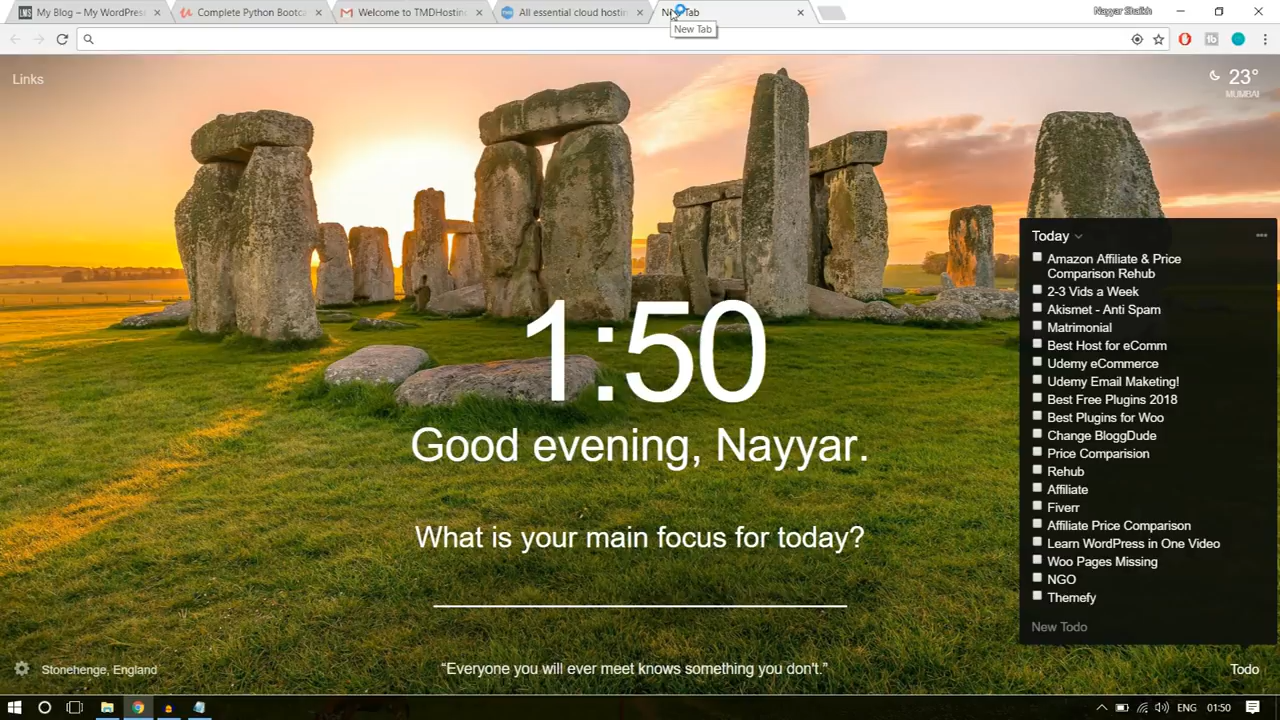 My Blog – My WordPress
Complete Python Bootca
Welcome to TMDHostin
All essential cloud hostin
New Tab
Nayyar Shaikh
New Tab
Links
23°
MUMBAI
Today
Amazon Affiliate & Price
Comparison Rehub
2-3 Vids a Week
Akismet - Anti Spam
Matrimonial
Best Host for eComm
Udemy eCommerce
Udemy Email Maketing!
Best Free Plugins 2018
Best Plugins for Woo
Change BloggDude
Price Comparision
Rehub
Affiliate
Fiverr
Affiliate Price Comparison
Learn WordPress in One Video
Woo Pages Missing
NGO
Themefy
New Todo
1:50
Good evening, Nayyar.
What is your main focus for today?
Stonehenge, England
“Everyone you will ever meet knows something you don't.”
Todo
ENG
01:50